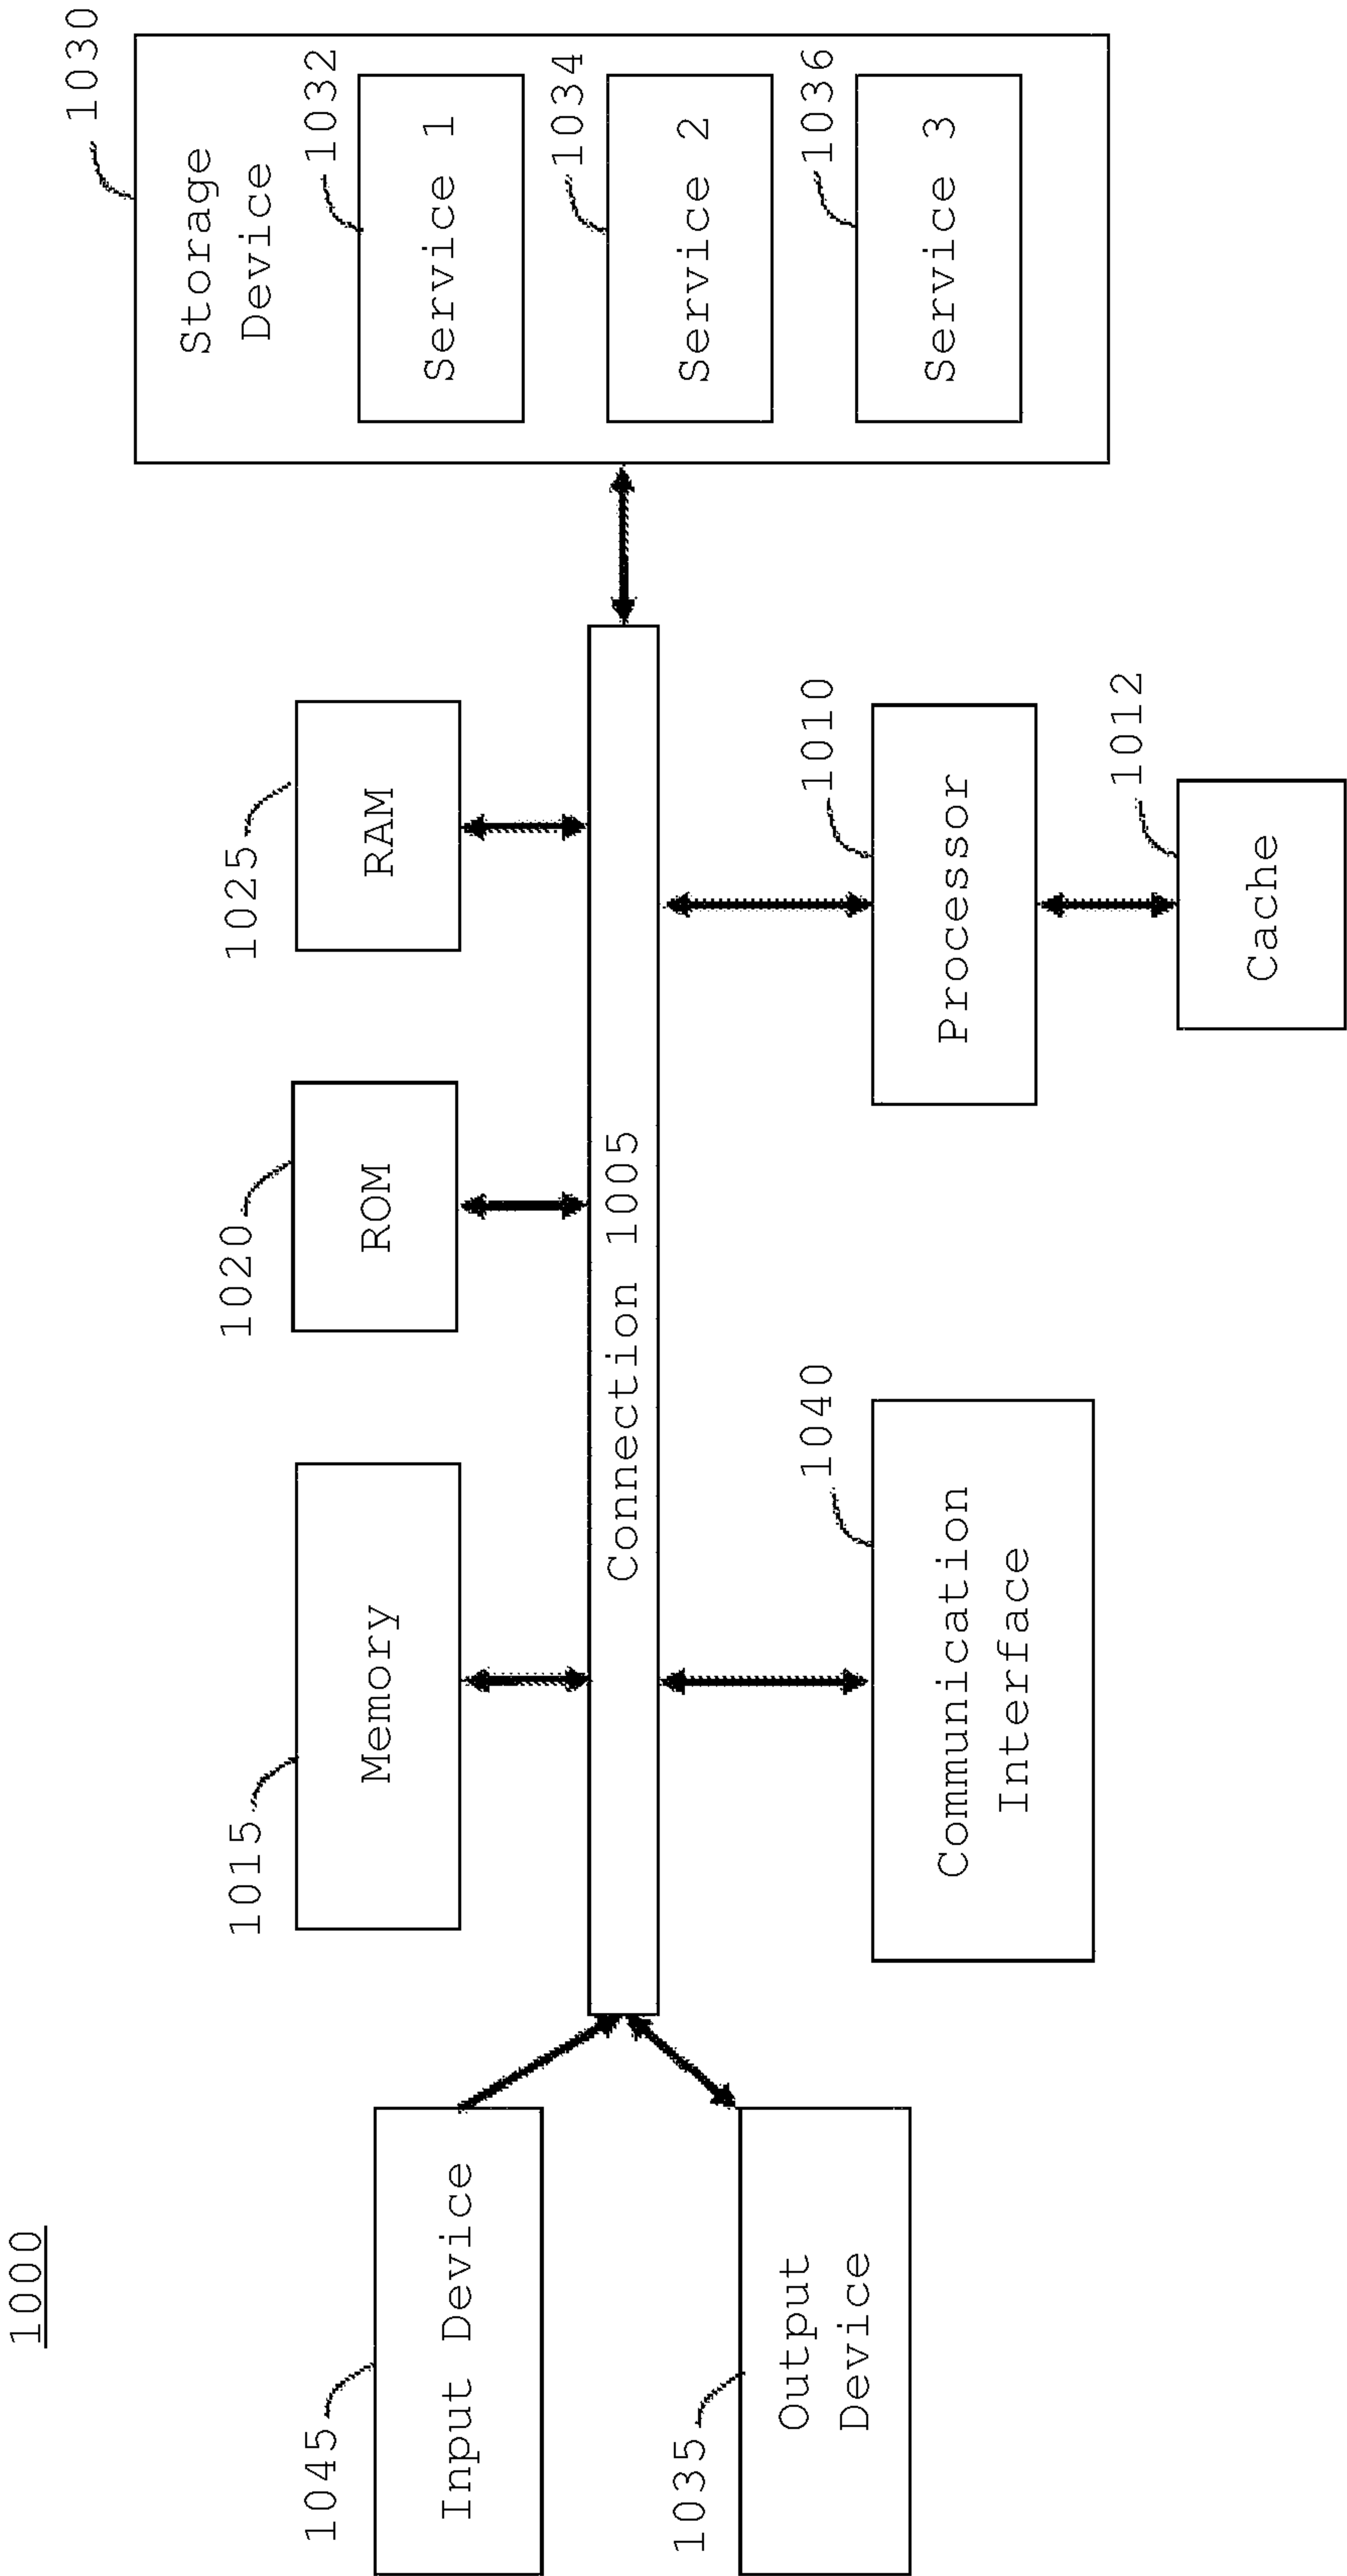 1000
1045
Input Device
1035
Output
Device
1015
Memory
1020
ROM
1025
RAM
Connection 1005
1040
Communication
Interface
1010
Processor
1012
Cache
1030
Storage
Device
1032
Service 1
1034
Service 2
1036
Service 3